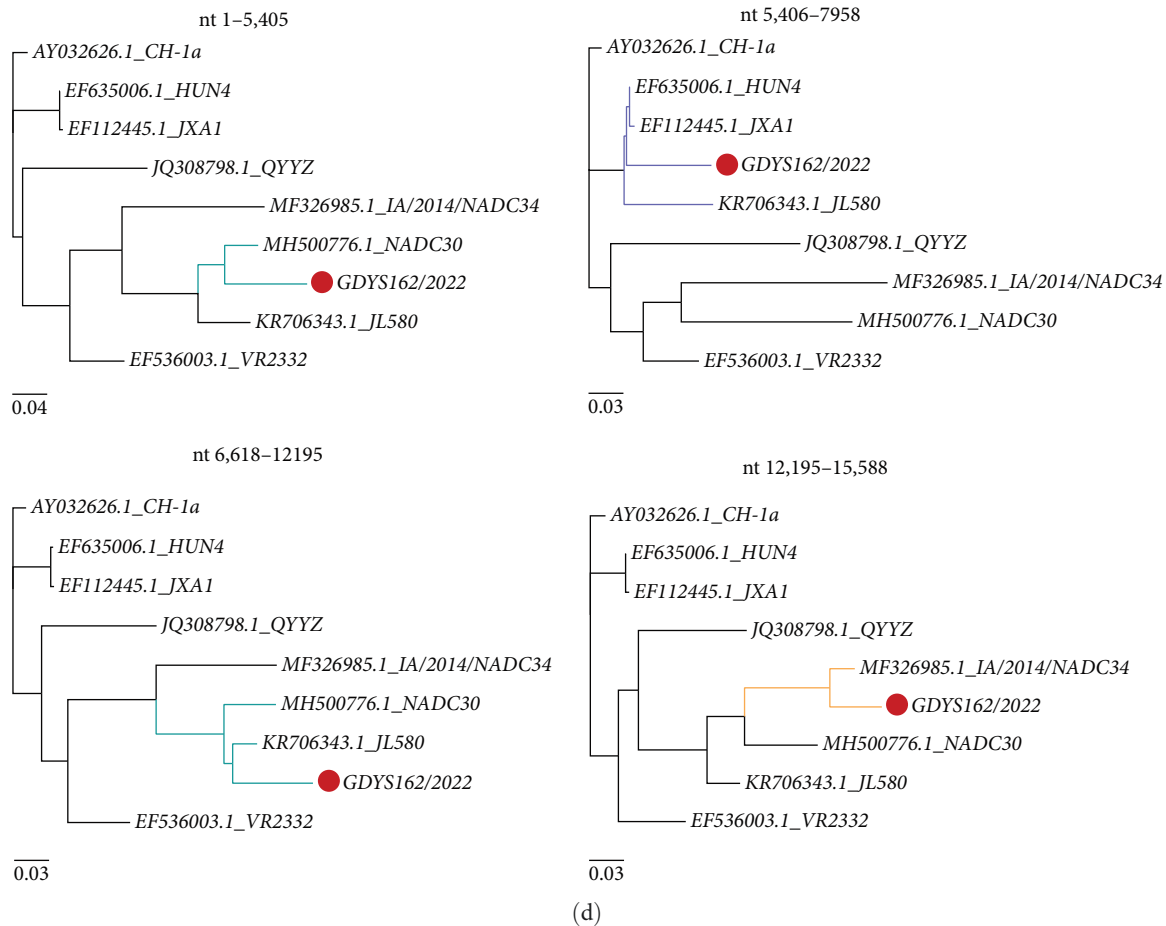 nt 1–5,405
AY032626.1_CH-1a
EF635006.1_HUN4
EF112445.1_JXA1
JQ308798.1_QYYZ
MF326985.1_IA/2014/NADC34
MH500776.1_NADC30
GDYS162/2022
KR706343.1_JL580
EF536003.1_VR2332
0.04
nt 5,406–7958
AY032626.1_CH-1a
EF635006.1_HUN4
EF112445.1_JXA1
GDYS162/2022
KR706343.1_JL580
JQ308798.1_QYYZ
MF326985.1_IA/2014/NADC34
MH500776.1_NADC30
EF536003.1_VR2332
0.03
nt 6,618–12195
AY032626.1_CH-1a
EF635006.1_HUN4
EF112445.1_JXA1
JQ308798.1_QYYZ
MF326985.1_IA/2014/NADC34
MH500776.1_NADC30
KR706343.1_JL580
GDYS162/2022
EF536003.1_VR2332
0.03
nt 12,195–15,588
AY032626.1_CH-1a
EF635006.1_HUN4
EF112445.1_JXA1
JQ308798.1_QYYZ
MF326985.1_IA/2014/NADC34
GDYS162/2022
MH500776.1_NADC30
KR706343.1_JL580
EF536003.1_VR2332
0.03
(d)